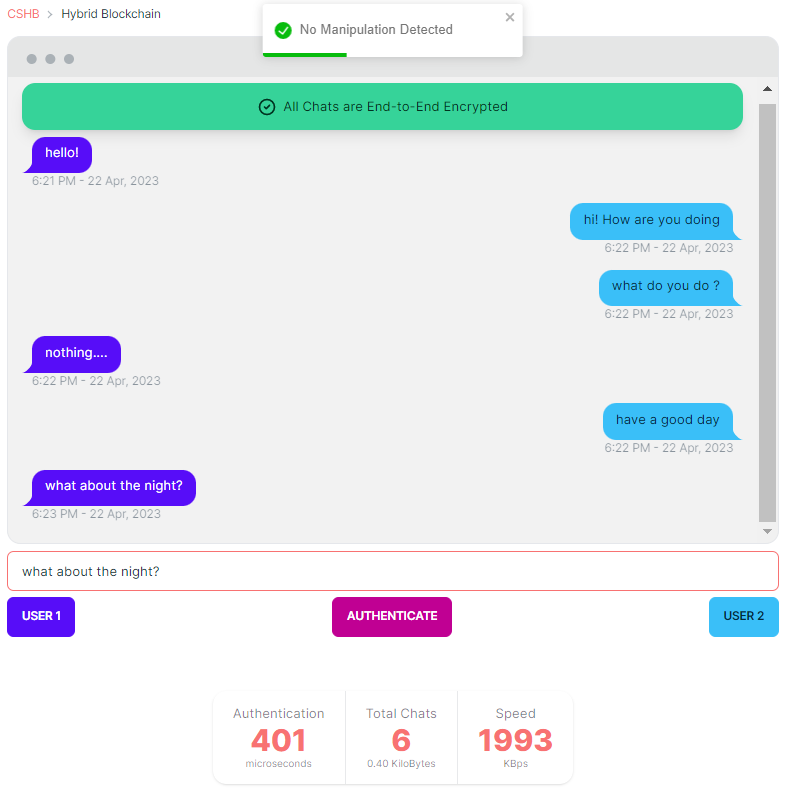 CSHB > Hybrid Blockchain
No Manipulation Detected
All Chats are End-to-End Encrypted
hello!
6:21 PM - 22 Apr, 2023
hi! How are you doing
6:22 PM - 22 Apr, 2023
what do you do ?
6:22 PM - 22 Apr, 2023
nothing....
6:22 PM - 22 Apr, 2023
have a good day
6:22 PM - 22 Apr, 2023
what about the night?
6:23 PM - 22 Apr, 2023
what about the night?
USER 1 AUTHENTICATE USER 2
Authentication Total Chats Speed
401 6 1993
microseconds 0.40 KiloBytes KBps